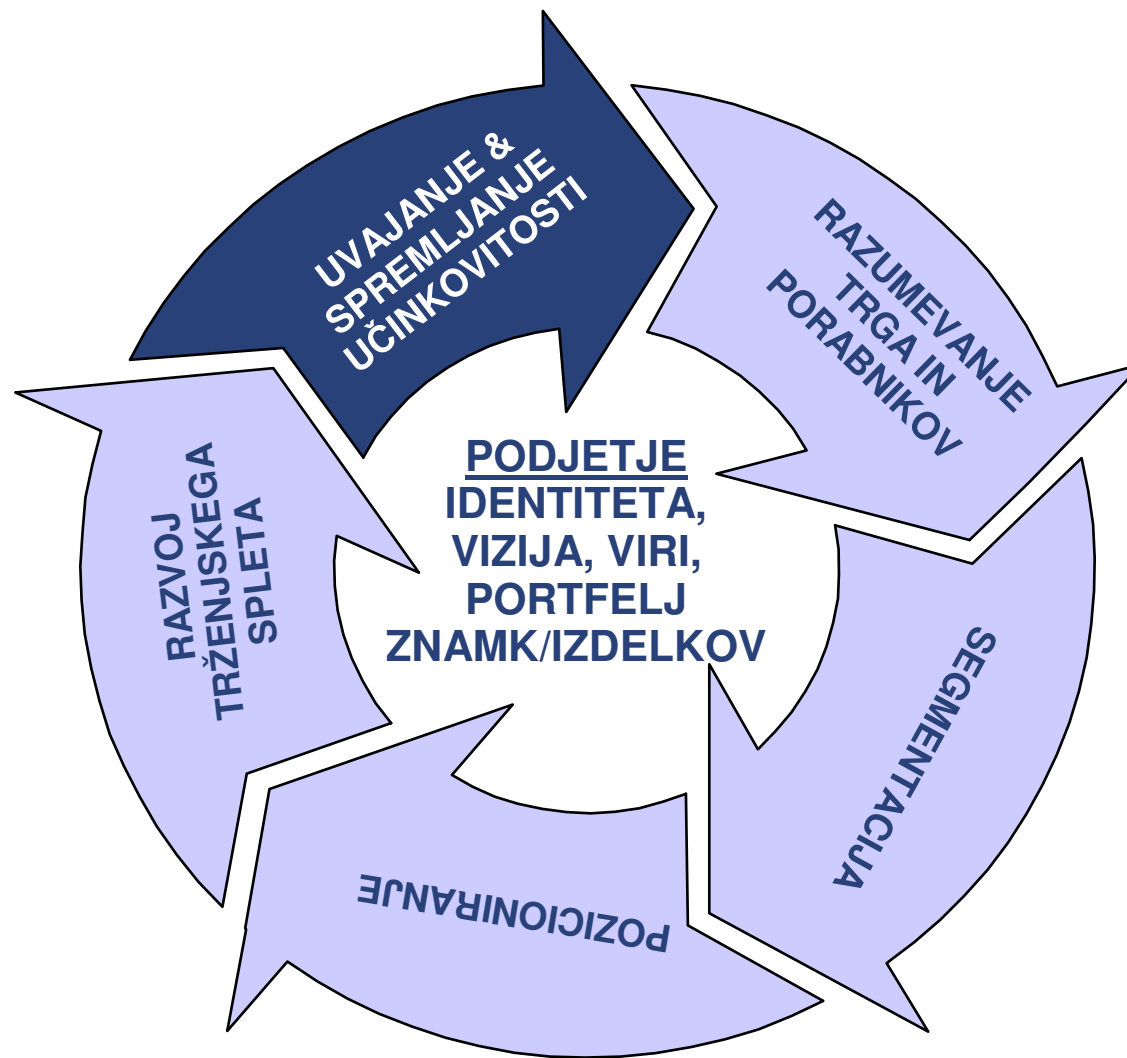 UVAJANJE &
SPREMLJANJE
UČINKOVITOSTI
RAZUMEVANJE
TRGA IN
PORABNIKOV
SEGMENTACIJA
POZICIONIRANJE
RAZVOJ
TRŽENJSKEGA
SPLETA
PODJETJE
IDENTITETA,
VIZIJA, VIRI,
PORTFELJ
ZNAMK/IZDELKOV